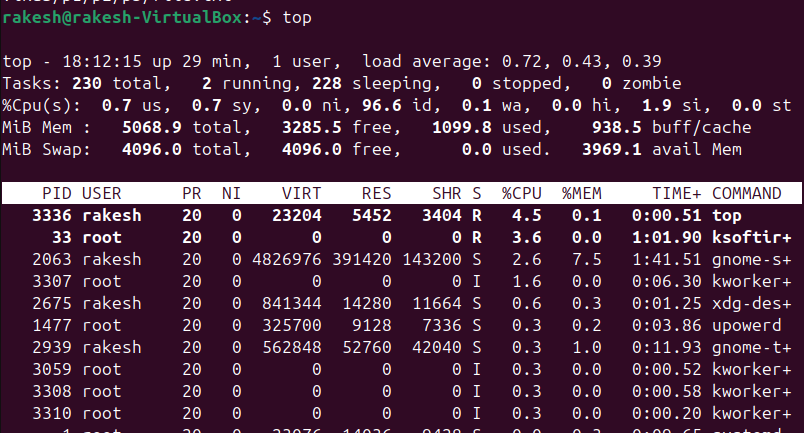 rakesh@rakesh-VirtualBox:~$ top
top - 18:12:15 up 29 min,  1 user,  load average: 0.72, 0.43, 0.39
Tasks: 230 total,   2 running, 228 sleeping,   0 stopped,   0 zombie
%Cpu(s):  0.7 us,  0.7 sy,  0.0 ni, 96.6 id,  0.1 wa,  0.0 hi,  1.9 si,  0.0 st
MiB Mem :   5068.9 total,   3285.5 free,   1099.8 used,    938.5 buff/cache
MiB Swap:   4096.0 total,   4096.0 free,      0.0 used.   3969.1 avail Mem
PID USER      PR  NI    VIRT    RES    SHR S  %CPU  %MEM     TIME+ COMMAND
3336 rakesh    20   0   23204   5452   3404 R   4.5   0.1   0:00.51 top
33 root      20   0       0      0      0 R   3.6   0.0   1:01.90 ksoftir+
2063 rakesh    20   0 4826976 391420 143200 S   2.6   7.5   1:41.51 gnome-s+
3307 root      20   0       0      0      0 I   1.6   0.0   0:06.30 kworker+
2675 rakesh    20   0  841344  14280  11664 S   0.6   0.3   0:01.25 xdg-des+
1477 root      20   0  325700   9128   7336 S   0.3   0.2   0:03.86 upowerd
2939 rakesh    20   0  562848  52760  42040 S   0.3   1.0   0:11.93 gnome-t+
3059 root      20   0       0      0      0 I   0.3   0.0   0:00.52 kworker+
3308 root      20   0       0      0      0 I   0.3   0.0   0:00.58 kworker+
3310 root      20   0       0      0      0 I   0.3   0.0   0:00.20 kworker+